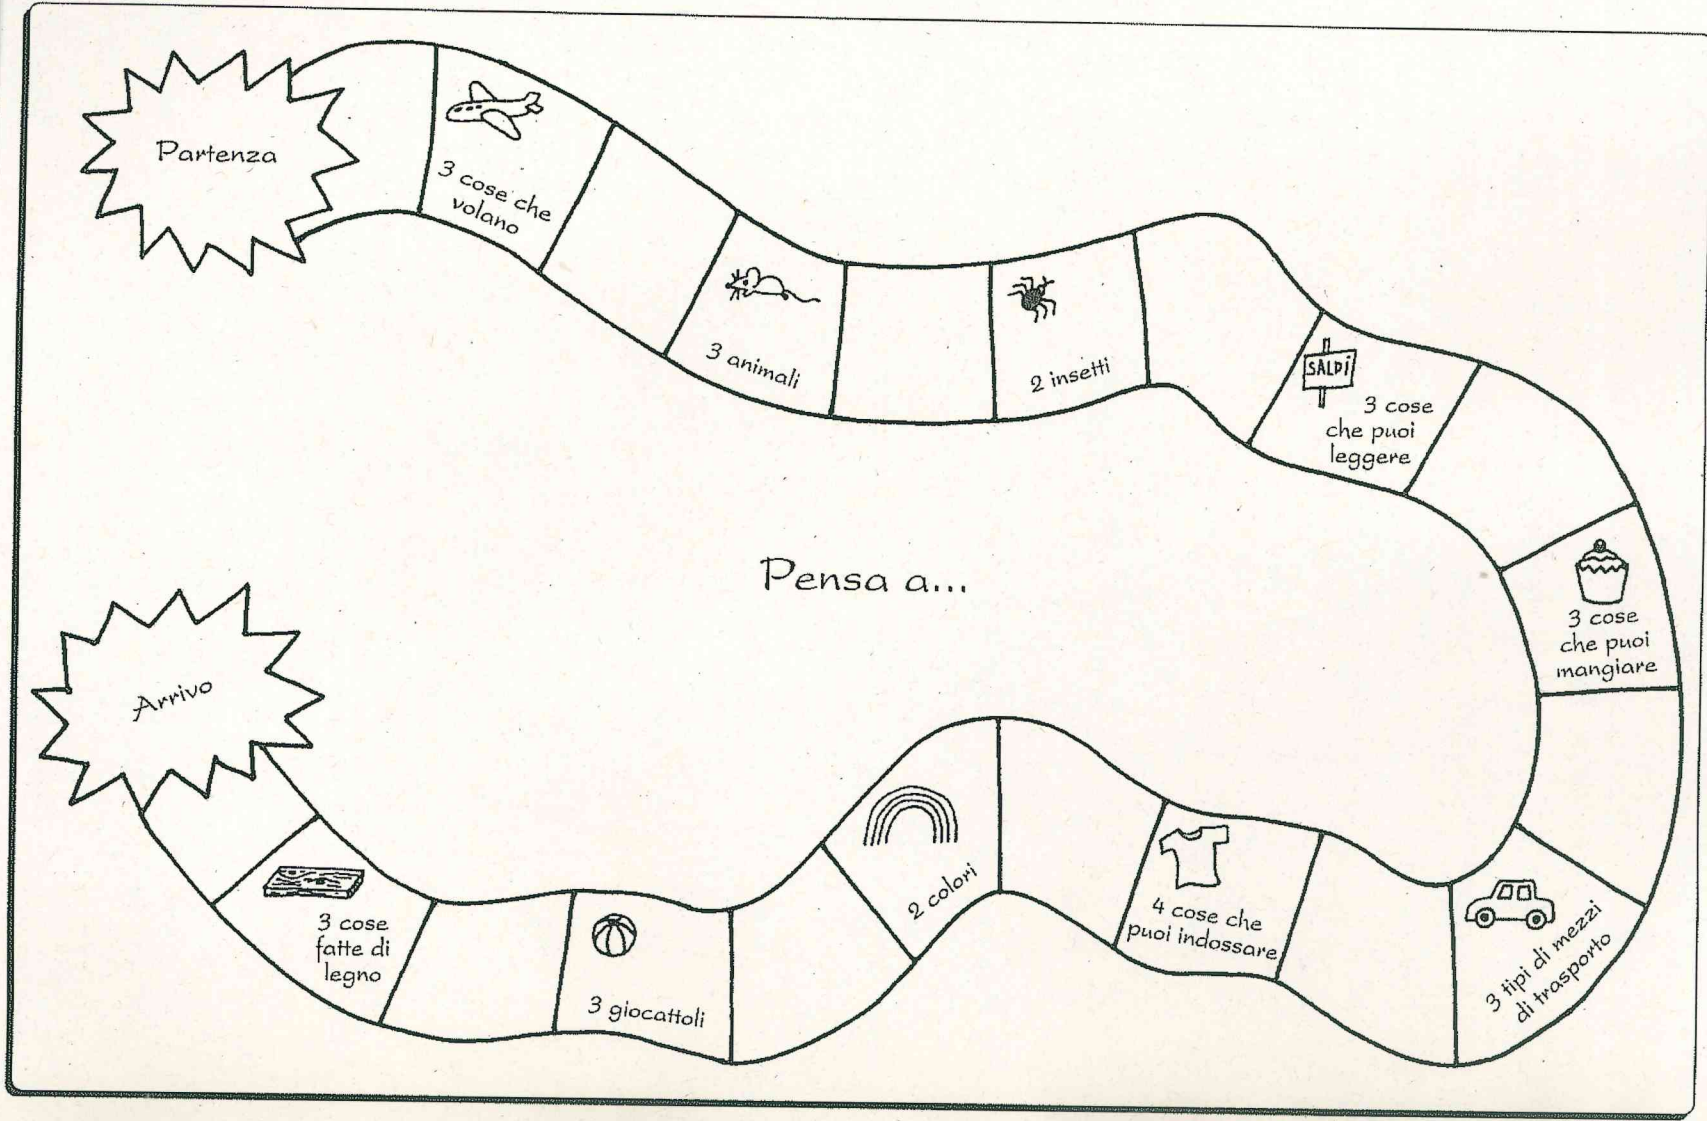 Partenza
3 cose che
volano
3 animali
2 insetti
SALDI
3 cose
che puoi
leggere
3 cose
che puoi
mangiare
3 tipi di mezzi
di trasporto
4 cose che
puoi indossare
2 colori
3 giocattoli
3 cose
fatte di
legno
Arrivo
Pensa a...